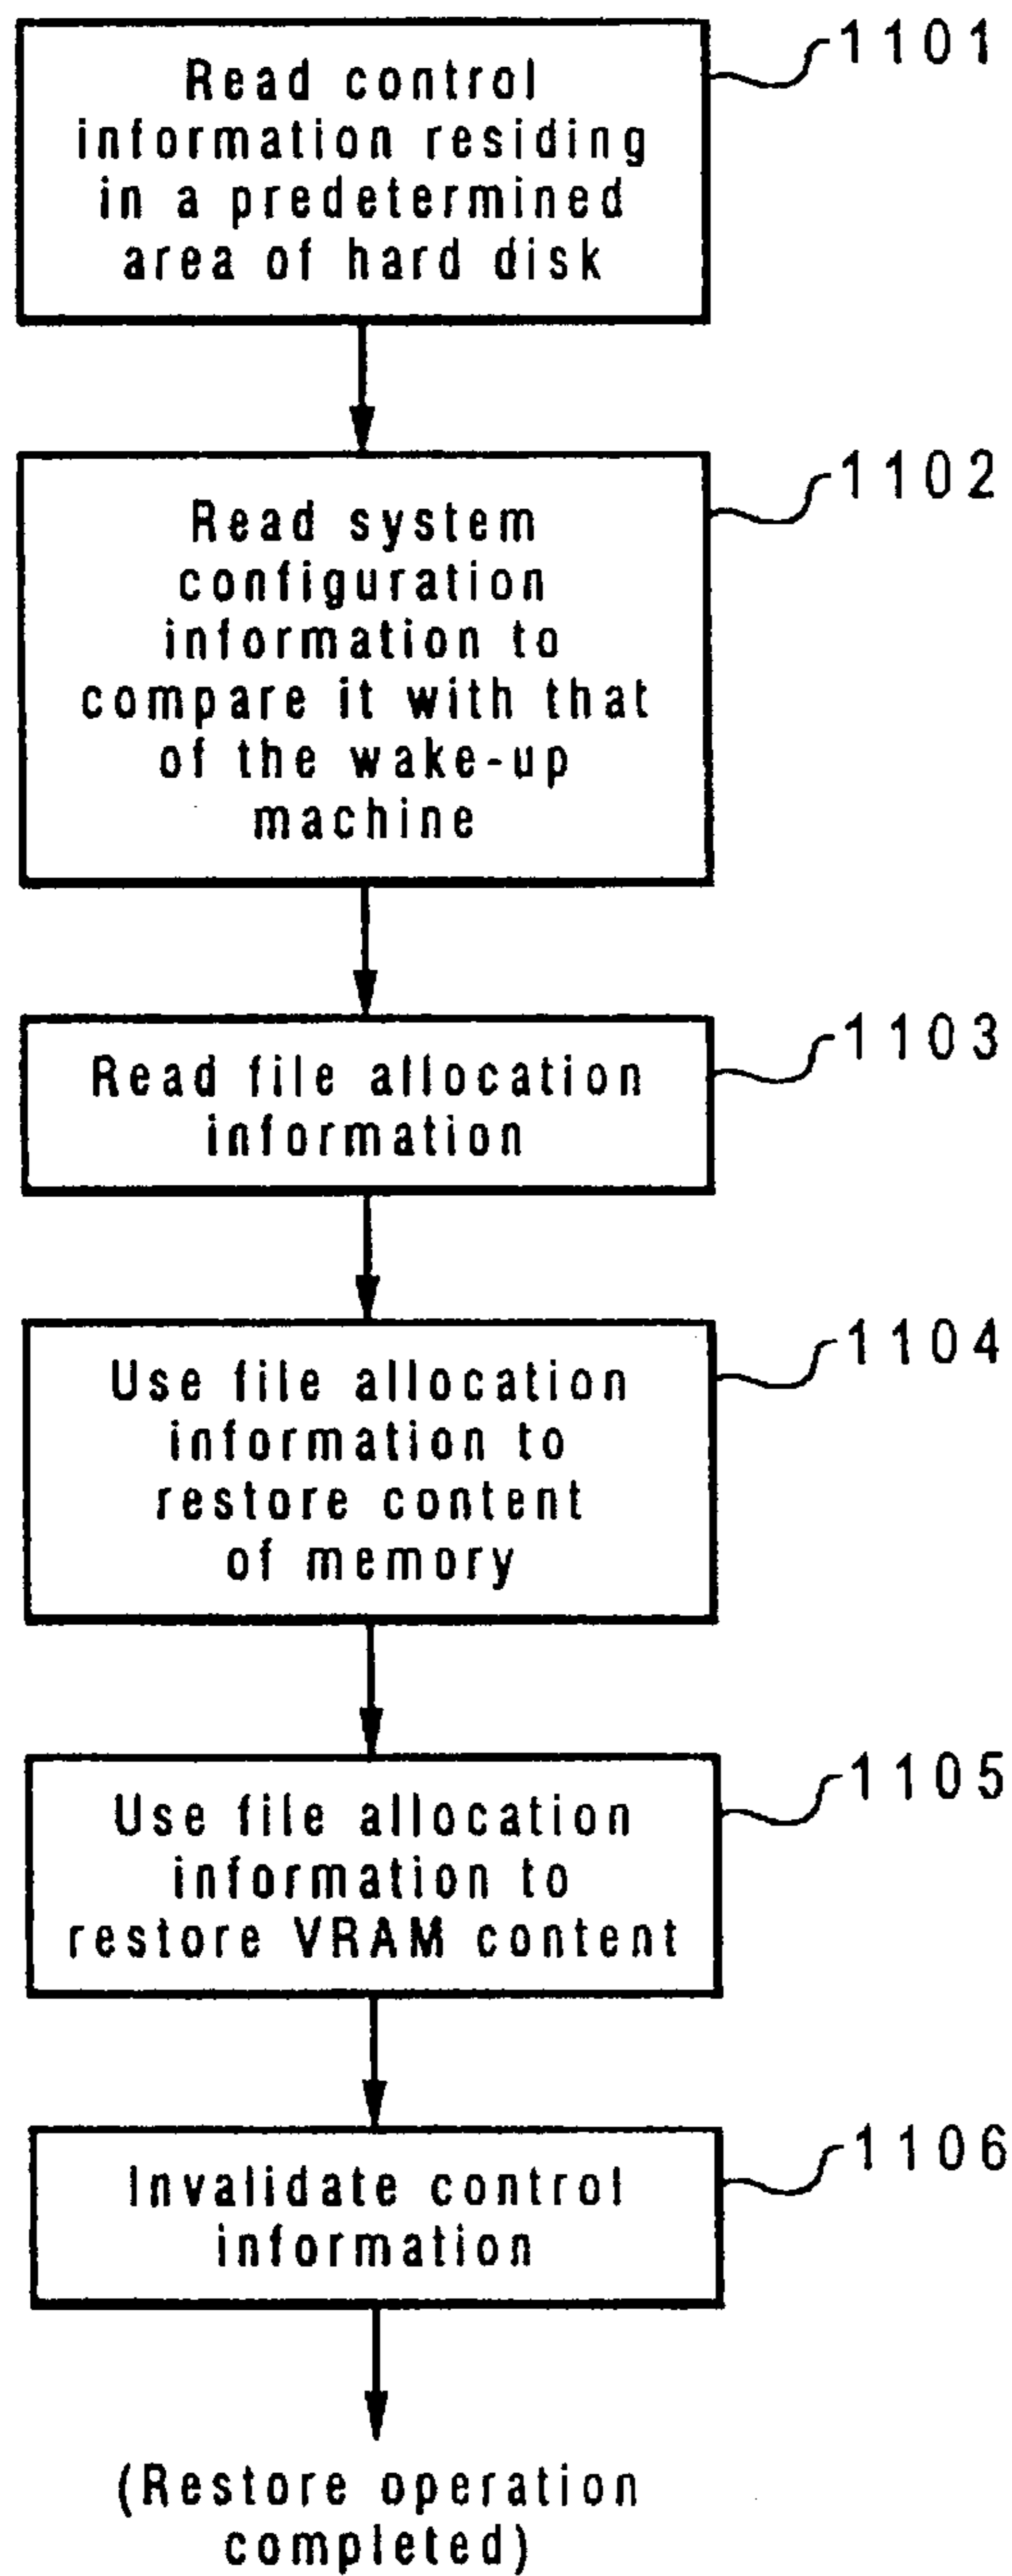 1101
Read control
information residing
in a predetermined
area of hard disk
1102
Read system
configuration
information to
compare it with that
of the wake-up
machine
1103
Read file allocation
information
1104
Use file allocation
information to
restore content
of memory
1105
Use file allocation
information to
restore VRAM content
1106
Invalidate control
information
(Restore operation
completed)